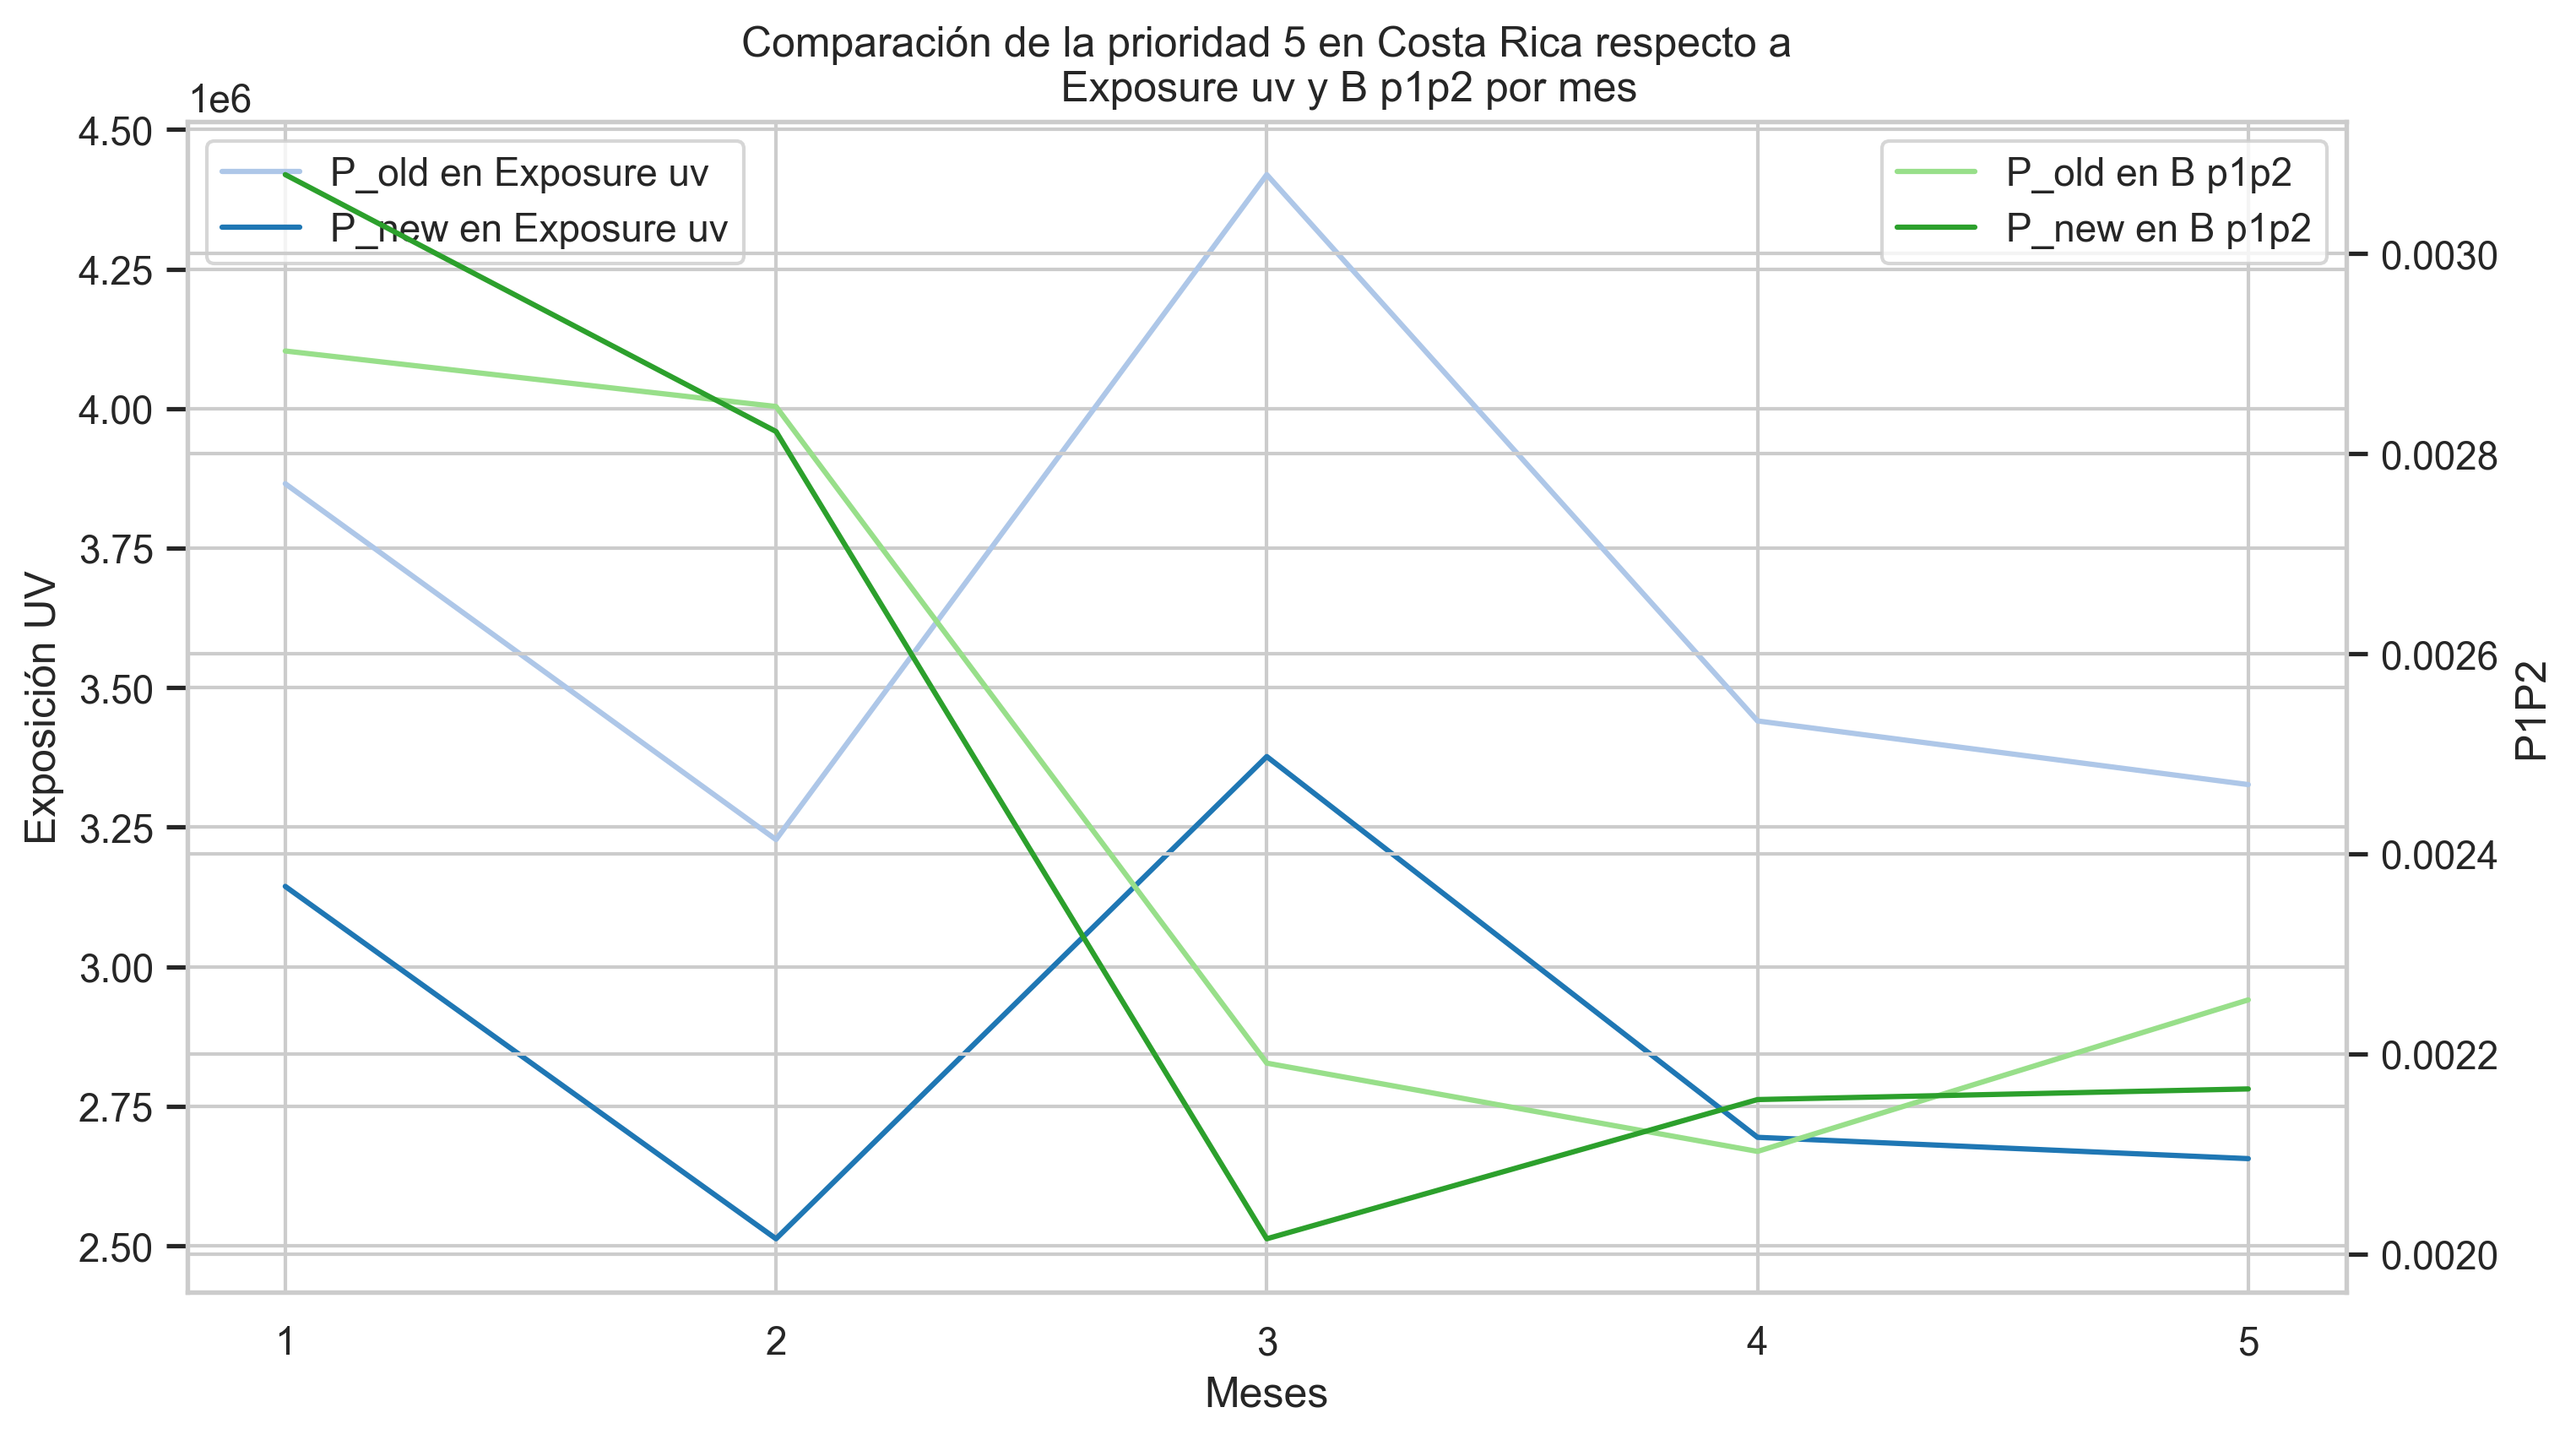 Comparación de la prioridad 5 en Costa Rica respecto a
Exposure uv y B p1p2 por mes
1e6
4.50
4.25
4.00
3.75
3.50
3.25
3.00
2.75
2.50
Exposición UV
P_old en Exposure uv
P_new en Exposure uv
P_old en B p1p2
P_new en B p1p2
0.0030
0.0028
0.0026
0.0024
0.0022
0.0020
P1P2
1 2 3 4 5
Meses